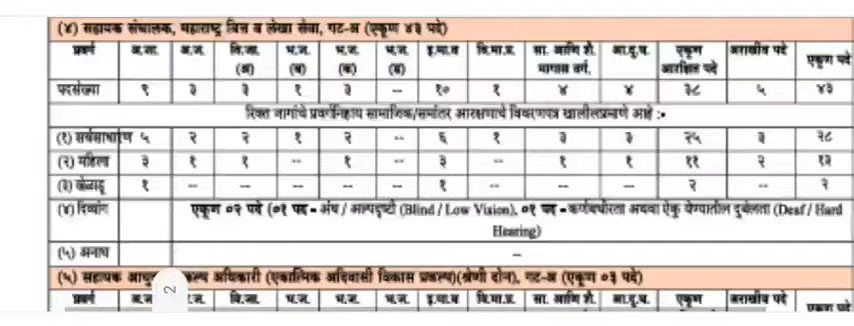 (४) सहायक संचालक, महाराष्ट्र वित्त व लेखा सेवा, गट-अ (एकूण ४३ पदे)
प्रवर्ग अ.जा. अ.ज. वि.जा. (अ) भ.ज. (ब) भ.ज. (क) भ.ज. (ड) इ.मा.व वि.मा.प्र. सा. आणि शै. मागास वर्ग. आ.दु.घ. एकूण आरक्षित पदे अराखीव पदे एकूण पदे
पदसंख्या ९ ३ ३ १ ३ -- १० १ ४ ४ ३८ ५ ४३
रिक्त जागांचे प्रवर्गनिहाय सामाजिक/समांतर आरक्षणाचे विवरणपत्र खालीलप्रमाणे आहे :-
(१) सर्वसाधारण ५ २ २ १ २ -- ६ १ ३ ३ २५ ३ २८
(२) महिला ३ १ १ -- १ -- ३ -- १ १ ११ २ १३
(३) खेळाडू १ -- -- -- -- -- १ -- -- -- २ -- २
(४) दिव्यांग एकूण ०२ पदे (०१ पद - अंध / अल्पदृष्टी (Blind / Low Vision), ०१ पद - कर्णबधीरता अथवा ऐकु येण्यातील दुर्बलता (Deaf / Hard
Hearing)
(५) अनाथ --
(५) सहायक प्रकल्प अधिकारी (एकात्मिक आदिवासी विकास प्रकल्प)(श्रेणी दोन), गट-अ (एकूण ०३ पदे)
2
प्रवर्ग अ.जा. अ.ज. वि.जा. भ.ज. भ.ज. भ.ज. इ.मा.व वि.मा.प्र. सा. आणि शै. आ.दु.घ. एकूण अराखीव पदे एकूण पदे